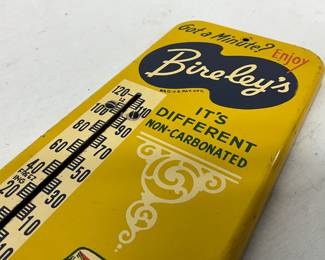 Got a Minute? Enjoy
Bireley's
REG. U.S. PAT. OFF.
IT'S
DIFFERENT
NON-CARBONATED
120
110
100
90
80
70
60
50
40
30
20
10